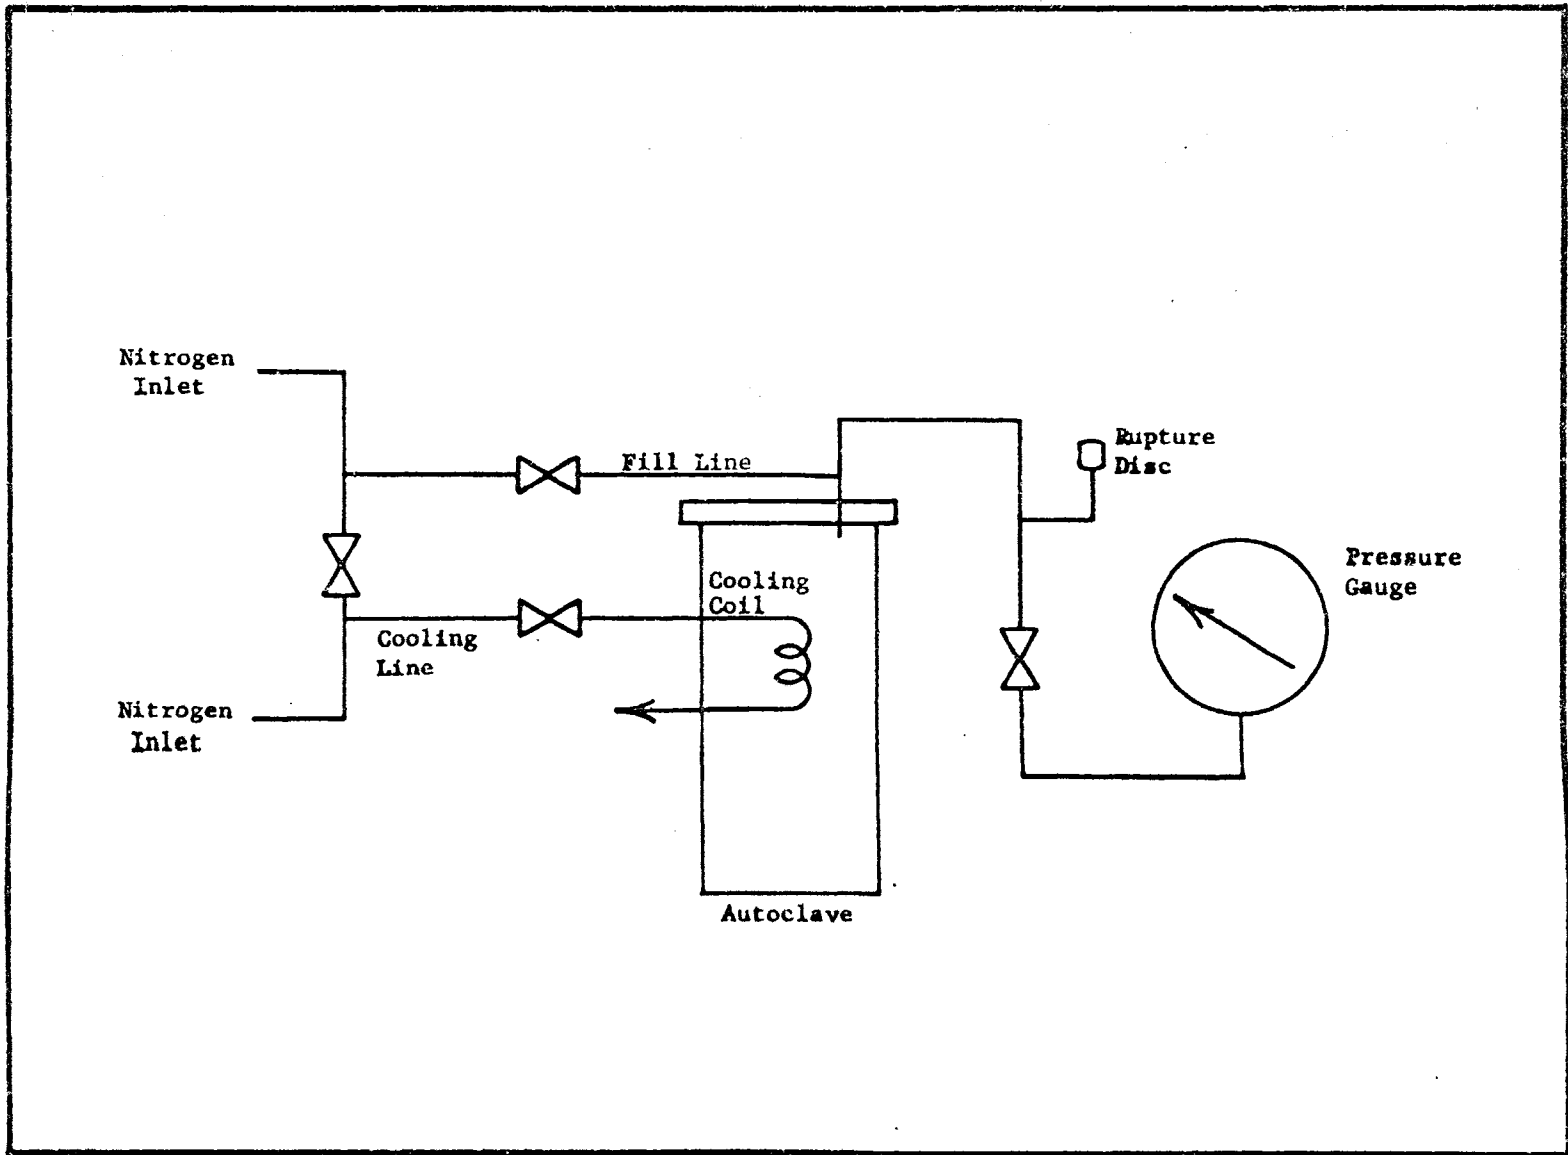 Nitrogen
Inlet
Fill Line
Rupture
Disc
Pressure
Gauge
Cooling
Coil
Cooling
Line
Nitrogen
Inlet
Autoclave